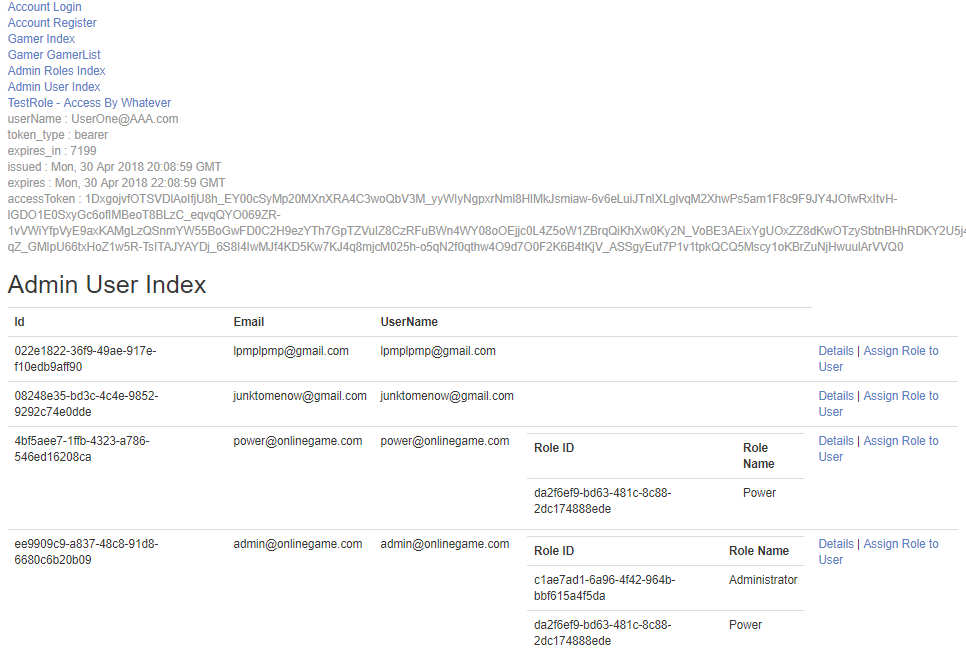 Account Login
Account Register
Gamer Index
Gamer GamerList
Admin Roles Index
Admin User Index
TestRole - Access By Whatever
userName : UserOne@AAA.com
token_type : bearer
expires_in : 7199
issued : Mon, 30 Apr 2018 20:08:59 GMT
expires : Mon, 30 Apr 2018 22:08:59 GMT
accessToken :
Admin User Index
Id Email UserName
022e1822-36f9-49ae-917e- lpmplpmp@gmail.com lpmplpmp@gmail.com Details | Assign Role to
f10edb9aff90 User
08248e35-bd3c-4c4e-9852- junktomenow@gmail.com junktomenow@gmail.com Details | Assign Role to
9292c74e0dde User
4bf5aee7-1ffb-4323-a786- power@onlinegame.com power@onlinegame.com Role ID Role Details | Assign Role to
546ed16208ca Name User
da2f6ef9-bd63-481c-8c88- Power
2dc174888ede
ee9909c9-a837-48c8-91d8- admin@onlinegame.com admin@onlinegame.com Role ID Role Name Details | Assign Role to
6680c6b20b09 User
c1ae7ad1-6a96-4f42-964b- Administrator
bbf615a4f5da
da2f6ef9-bd63-481c-8c88- Power
2dc174888ede